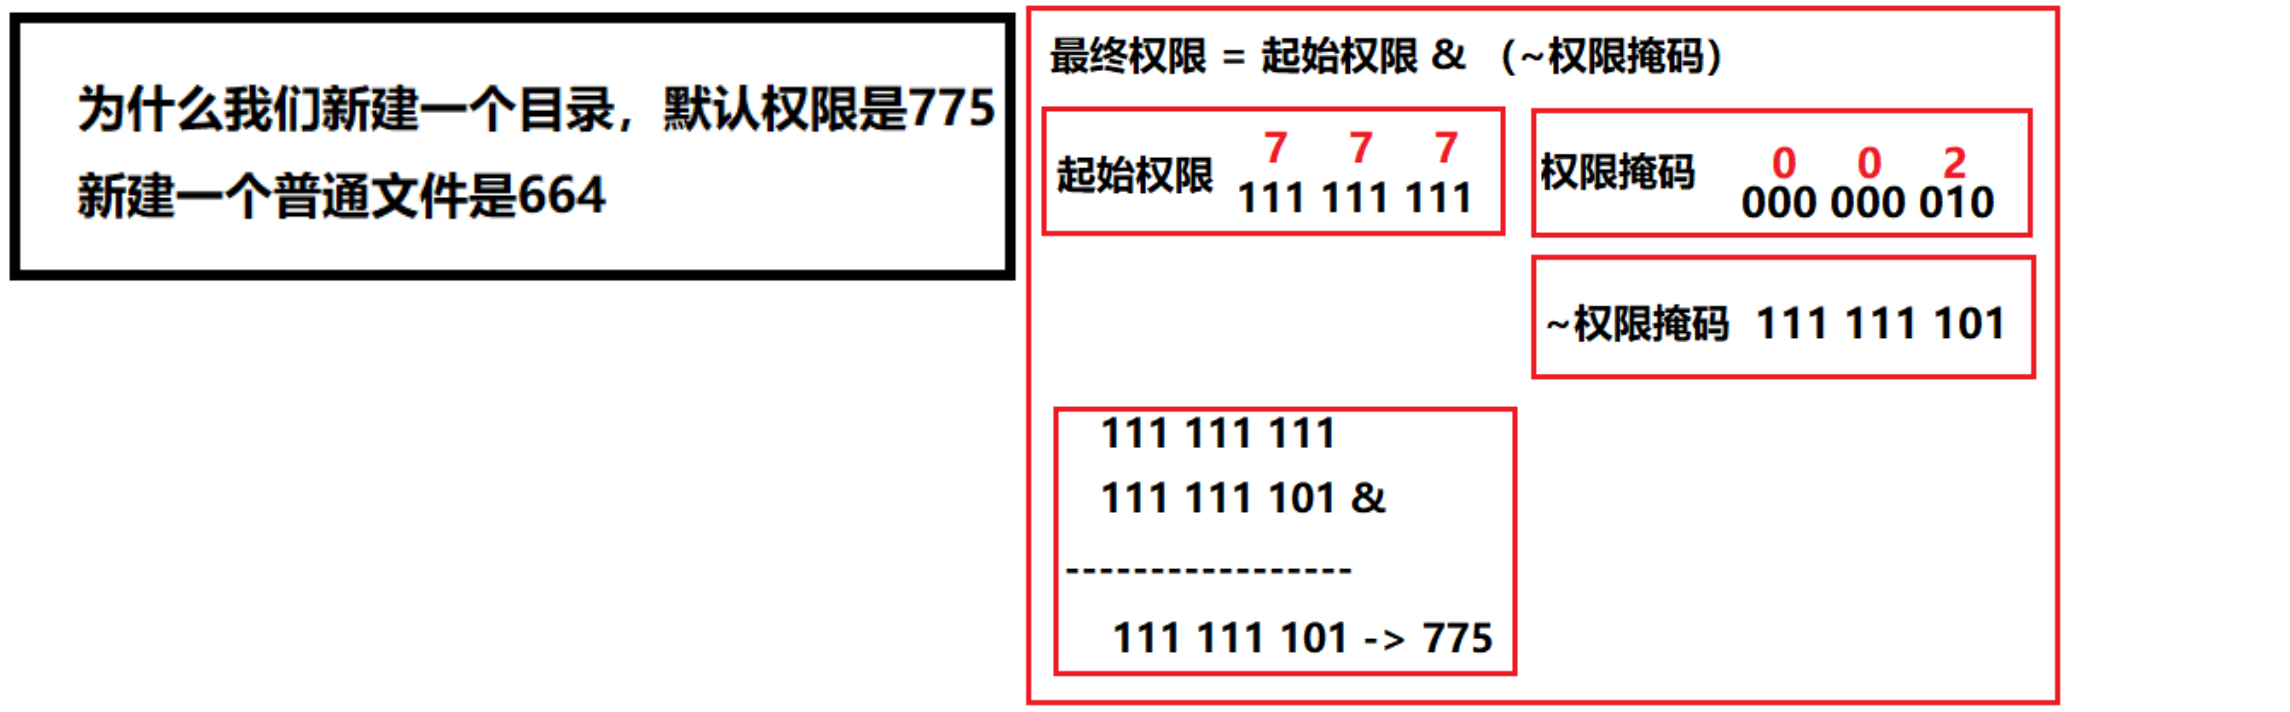 为什么我们新建一个目录，默认权限是775
新建一个普通文件是664
最终权限 = 起始权限 & （~权限掩码）
起始权限
7 7 7
111 111 111
权限掩码
0 0 2
000 000 010
~权限掩码 111 111 101
111 111 111
111 111 101 &
-----------------
111 111 101 -> 775